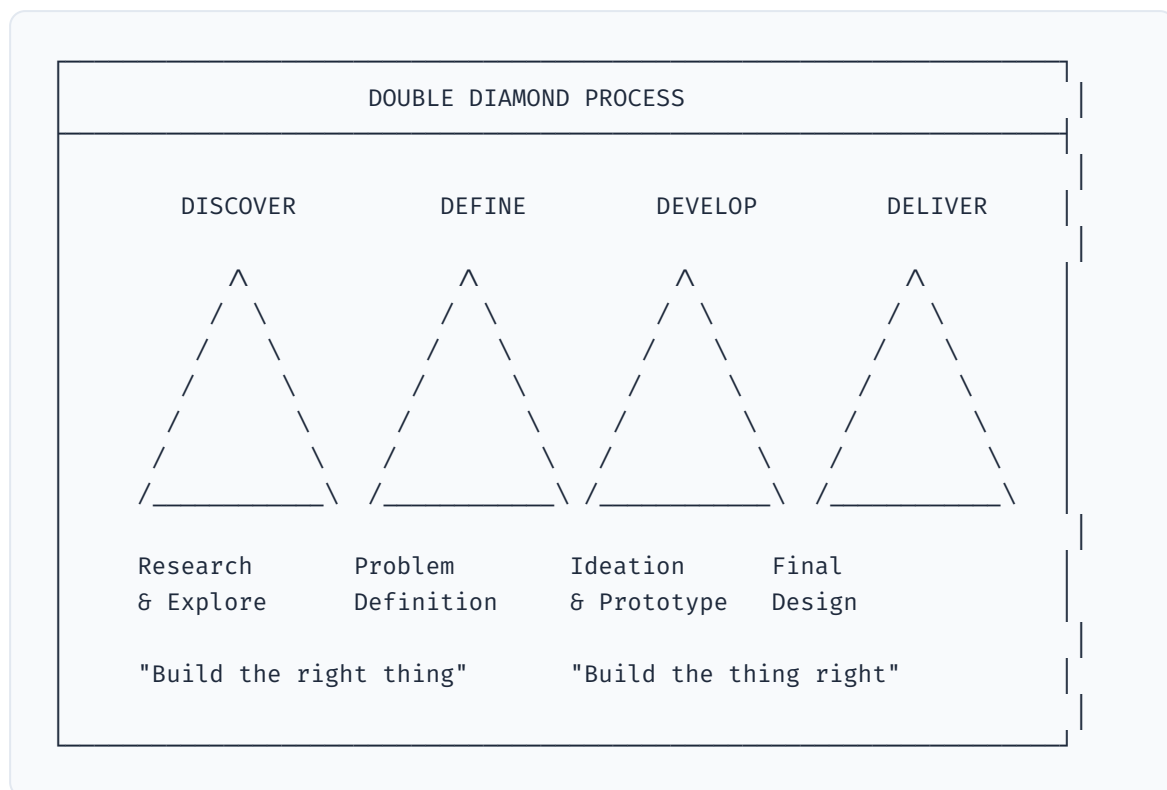 DOUBLE DIAMOND PROCESS
DISCOVER DEFINE DEVELOP DELIVER
Research Problem Ideation Final
& Explore Definition & Prototype Design
"Build the right thing" "Build the thing right"